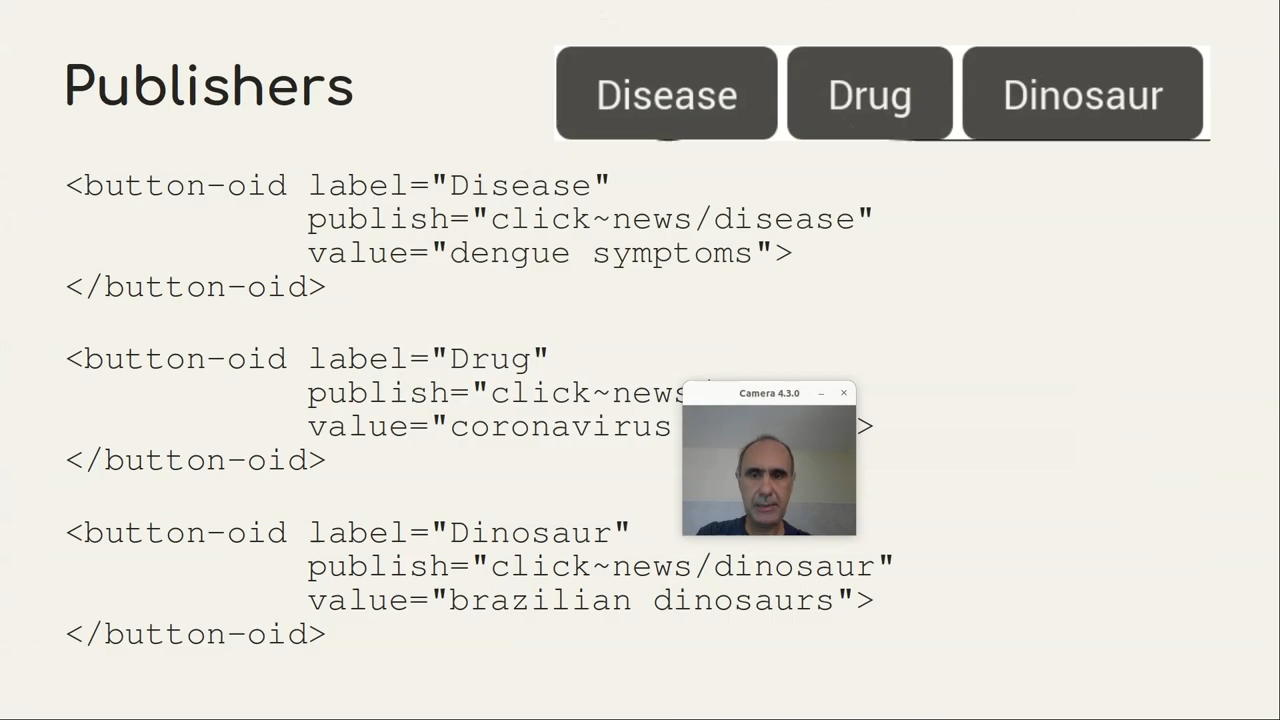 Publishers
Disease
Drug
Dinosaur
<button-oid label="Disease"
publish="click~news/disease"
value="dengue symptoms">
</button-oid>
<button-oid label="Drug"
publish="click~news
Camera 4.3.0
value="coronavirus >
</button-oid>
<button-oid label="Dinosaur"
publish="click~news/dinosaur"
value="brazilian dinosaurs">
</button-oid>